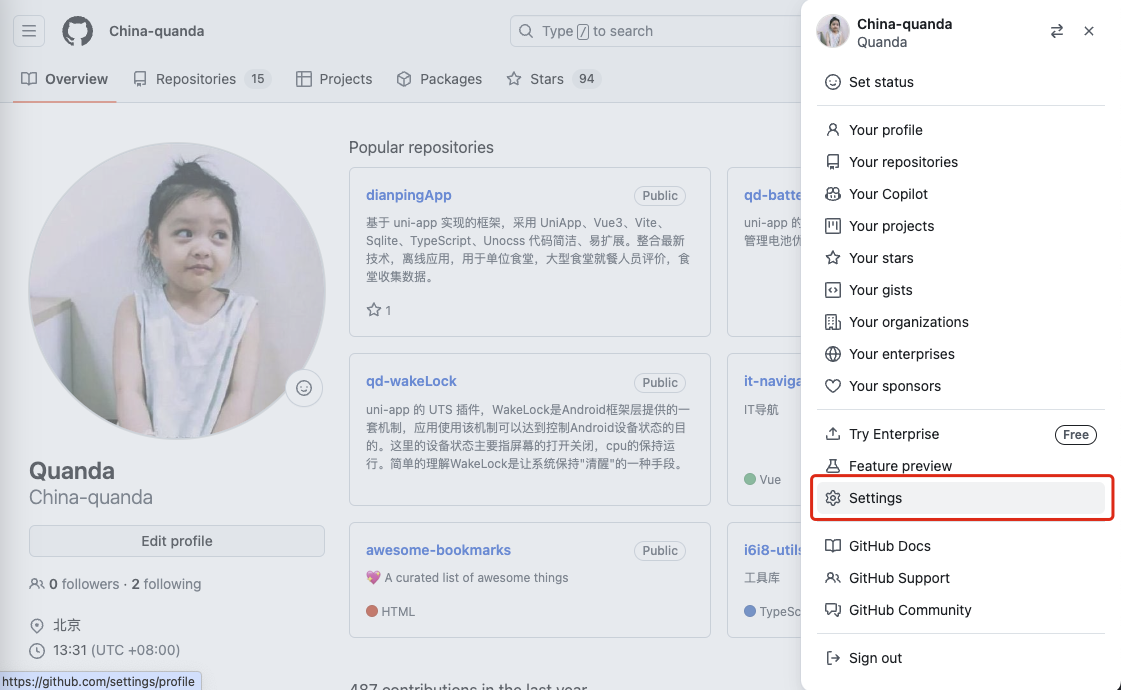 China-quanda
Type / to search
Overview
Repositories 15
Projects
Packages
Stars 94
Popular repositories
dianpingApp
Public
基于 uni-app 实现的框架，采用 UniApp、Vue3、Vite、
Sqlite、TypeScript、Unocss 代码简洁、易扩展。整合最新
技术，离线应用，用于单位食堂，大型食堂就餐人员评价，食
堂收集数据。
1
qd-batte
uni-app 的
管理电池优
qd-wakeLock
Public
uni-app 的 UTS 插件，WakeLock是Android框架层提供的一
套机制，应用使用该机制可以达到控制Android设备状态的目
的。这里的设备状态主要指屏幕的打开关闭，cpu的保持运
行。简单的理解WakeLock是让系统保持"清醒"的一种手段。
it-naviga
IT导航
Vue
awesome-bookmarks
Public
💖 A curated list of awesome things
HTML
i6i8-utils
工具库
TypeSc
487 contributions in the last year
Quanda
China-quanda
Edit profile
0 followers · 2 following
北京
13:31 (UTC +08:00)
https://github.com/settings/profile
China-quanda
Quanda
Set status
Your profile
Your repositories
Your Copilot
Your projects
Your stars
Your gists
Your organizations
Your enterprises
Your sponsors
Try Enterprise
Free
Feature preview
Settings
GitHub Docs
GitHub Support
GitHub Community
Sign out